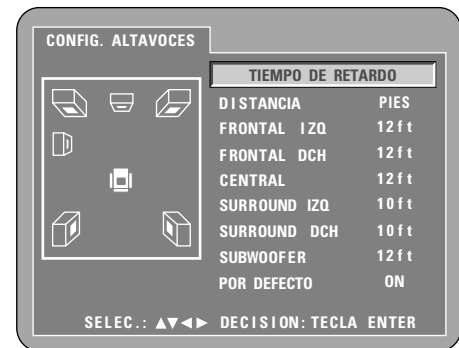 CONFIG. ALTAVOCES
TIEMPO DE RETARDO
DISTANCIA PIES
FRONTAL IZQ 12ft
FRONTAL DCH 12ft
CENTRAL 12ft
SURROUND IZQ 10ft
SURROUND DCH 10ft
SUBWOOFER 12ft
POR DEFECTO ON
SELEC.: ▲▼◀▶ DECISION: TECLA ENTER